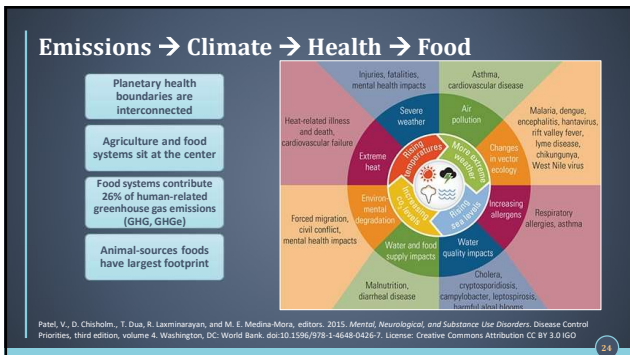 Emissions → Climate → Health → Food
Planetary health
boundaries are
interconnected
Agriculture and food
systems sit at the center
Food systems contribute
26% of human-related
greenhouse gas emissions
(GHG, GHGe)
Animal-sources foods
have largest footprint
Injuries, fatalities,
mental health impacts
Asthma,
cardiovascular disease
Heat-related illness
and death,
cardiovascular failure
Severe
weather
Air
pollution
Malaria, dengue,
encephalitis, hantavirus,
rift valley fever,
lyme disease,
chikungunya,
West Nile virus
Extreme
heat
Rising
temperatures
More extreme
weather
Changes
in vector
ecology
Environ-
mental
degradation
Increasing
CO₂ levels
Rising
sea levels
Increasing
allergens
Forced migration,
civil conflict,
mental health impacts
Respiratory
allergies, asthma
Water and food
supply impacts
Water
quality impacts
Malnutrition,
diarrheal disease
Cholera,
cryptosporidiosis,
campylobacter, leptospirosis,
harmful algal blooms
Patel, V., D. Chisholm., T. Dua, R. Laxminarayan, and M. E. Medina-Mora, editors. 2015. Mental, Neurological, and Substance Use Disorders. Disease Control
Priorities, third edition, volume 4. Washington, DC: World Bank. doi:10.1596/978-1-4648-0426-7. License: Creative Commons Attribution CC BY 3.0 IGO
24